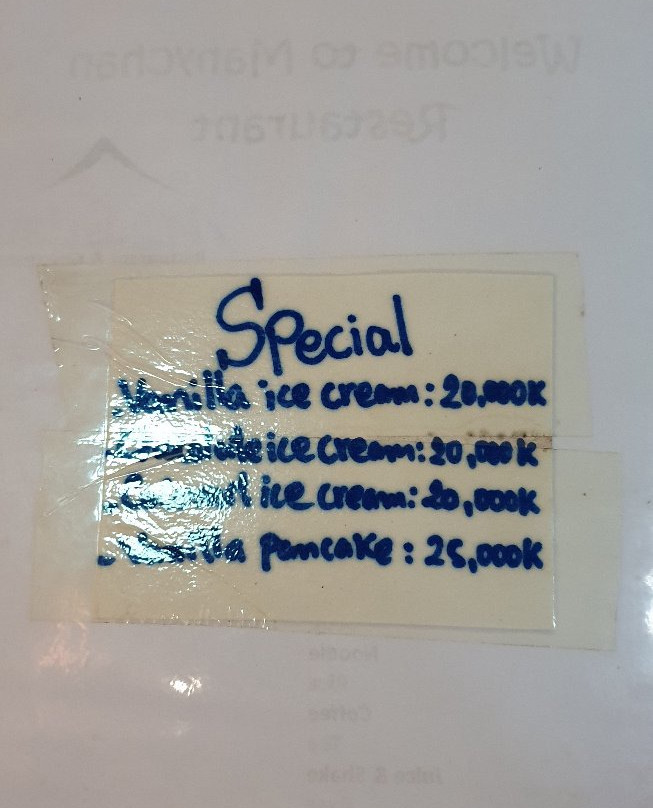 Welcome to Manychan
Restaurant
Special
Vanilla ice cream: 20,000K
ice cream: 20,000K
ice cream: 20,000K
pancake: 25,000K
Noodle
Coffee
Juice & Shake